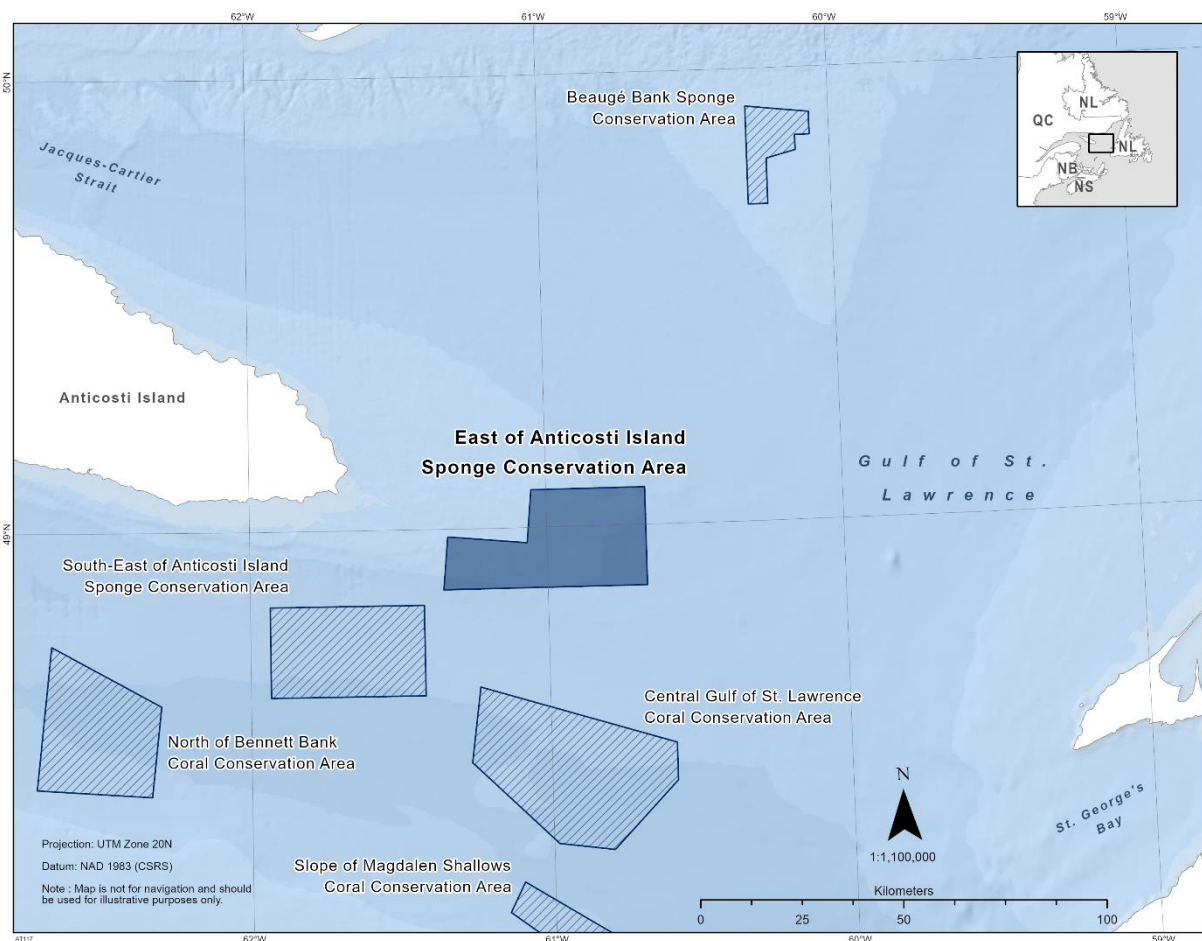 62°W
61°W
60°W
59°W
50°N
Beaugé Bank Sponge
Conservation Area
QC
NL
NL
NB
NS
Jacques-Cartier
Strait
Anticosti Island
East of Anticosti Island
Sponge Conservation Area
Gulf of St.
Lawrence
49°N
South-East of Anticosti Island
Sponge Conservation Area
Central Gulf of St. Lawrence
Coral Conservation Area
North of Bennett Bank
Coral Conservation Area
N
St. George's
Bay
1:1,100,000
Projection: UTM Zone 20N
Datum: NAD 1983 (CSRS)
Note : Map is not for navigation and should
be used for illustrative purposes only.
Slope of Magdalen Shallows
Coral Conservation Area
Kilometers
0 25 50 100
AT117
62°W
61°W
60°W
59°W